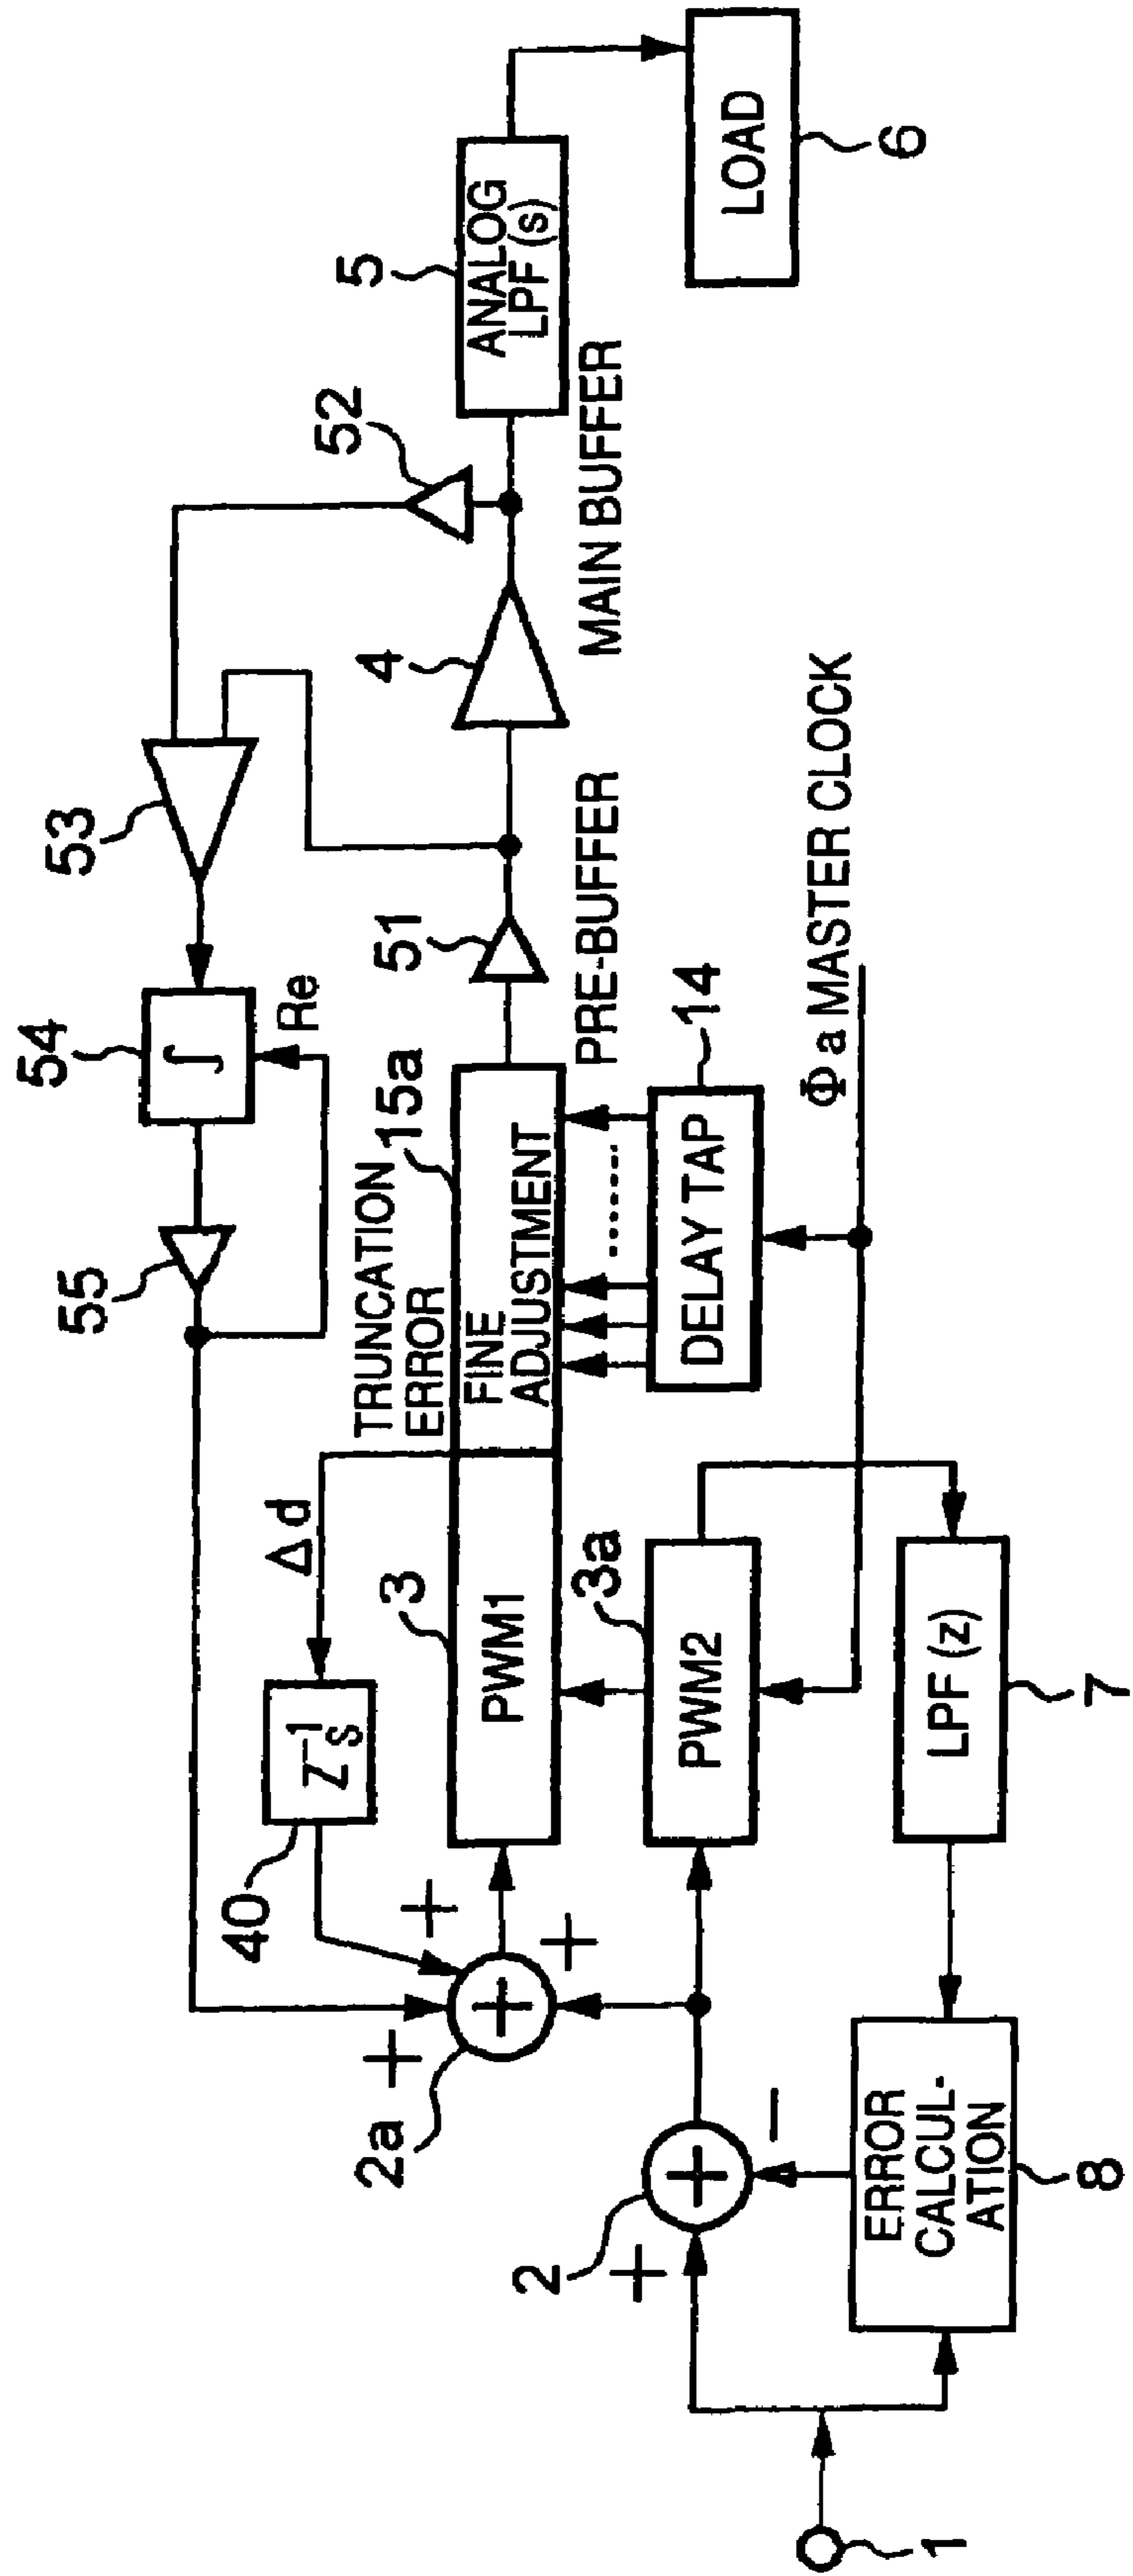 1
2
+
−
ERROR
CALCUL-
ATION
8
LPF (z)
7
2a
+
+
+
40
Z_S^{-1}
Δd
PWM1
3
PWM2
3a
TRUNCATION
ERROR
15a
FINE
ADJUSTMENT
DELAY TAP
14
Φa MASTER CLOCK
55
54
∫
Re
53
51
PRE-BUFFER
4
MAIN BUFFER
52
5
ANALOG
LPF (s)
LOAD
6